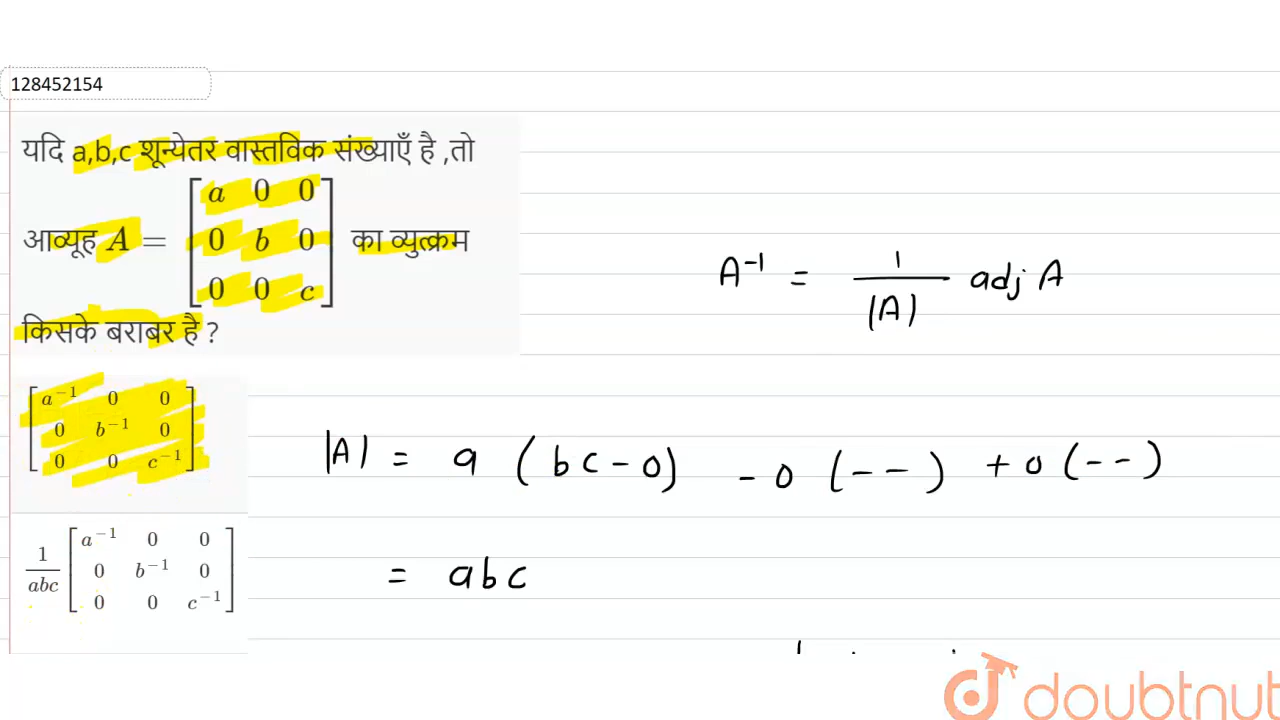 128452154
यदि a,b,c शून्येतर वास्तविक संख्याएँ है ,तो
आव्यूह A = [a 0 0
0 b 0
0 0 c] का व्युत्क्रम
किसके बराबर है ?
[a⁻¹ 0 0
0 b⁻¹ 0
0 0 c⁻¹]
1/abc [a⁻¹ 0 0
0 b⁻¹ 0
0 0 c⁻¹]
A⁻¹ = 1/|A| adj A
|A| = a (bc - 0) - 0 (- -) + 0 (- -)
= abc
doubtnut